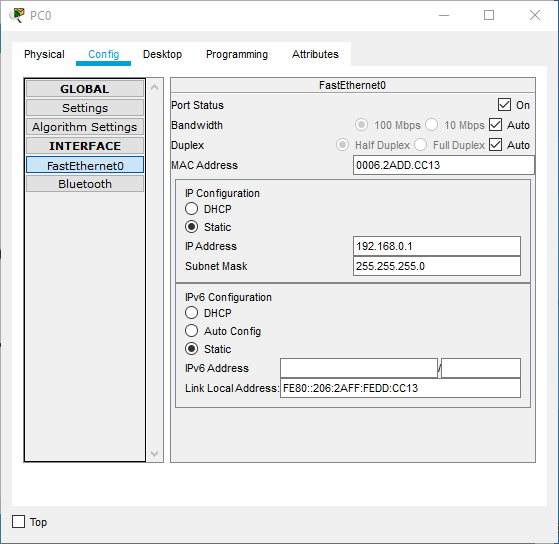 PC0
Physical Config Desktop Programming Attributes
GLOBAL
Settings
Algorithm Settings
INTERFACE
FastEthernet0
Bluetooth
FastEthernet0
Port Status On
Bandwidth 100 Mbps 10 Mbps Auto
Duplex Half Duplex Full Duplex Auto
MAC Address 0006.2ADD.CC13
IP Configuration
DHCP
Static
IP Address 192.168.0.1
Subnet Mask 255.255.255.0
IPv6 Configuration
DHCP
Auto Config
Static
IPv6 Address /
Link Local Address: FE80::206:2AFF:FEDD:CC13
Top